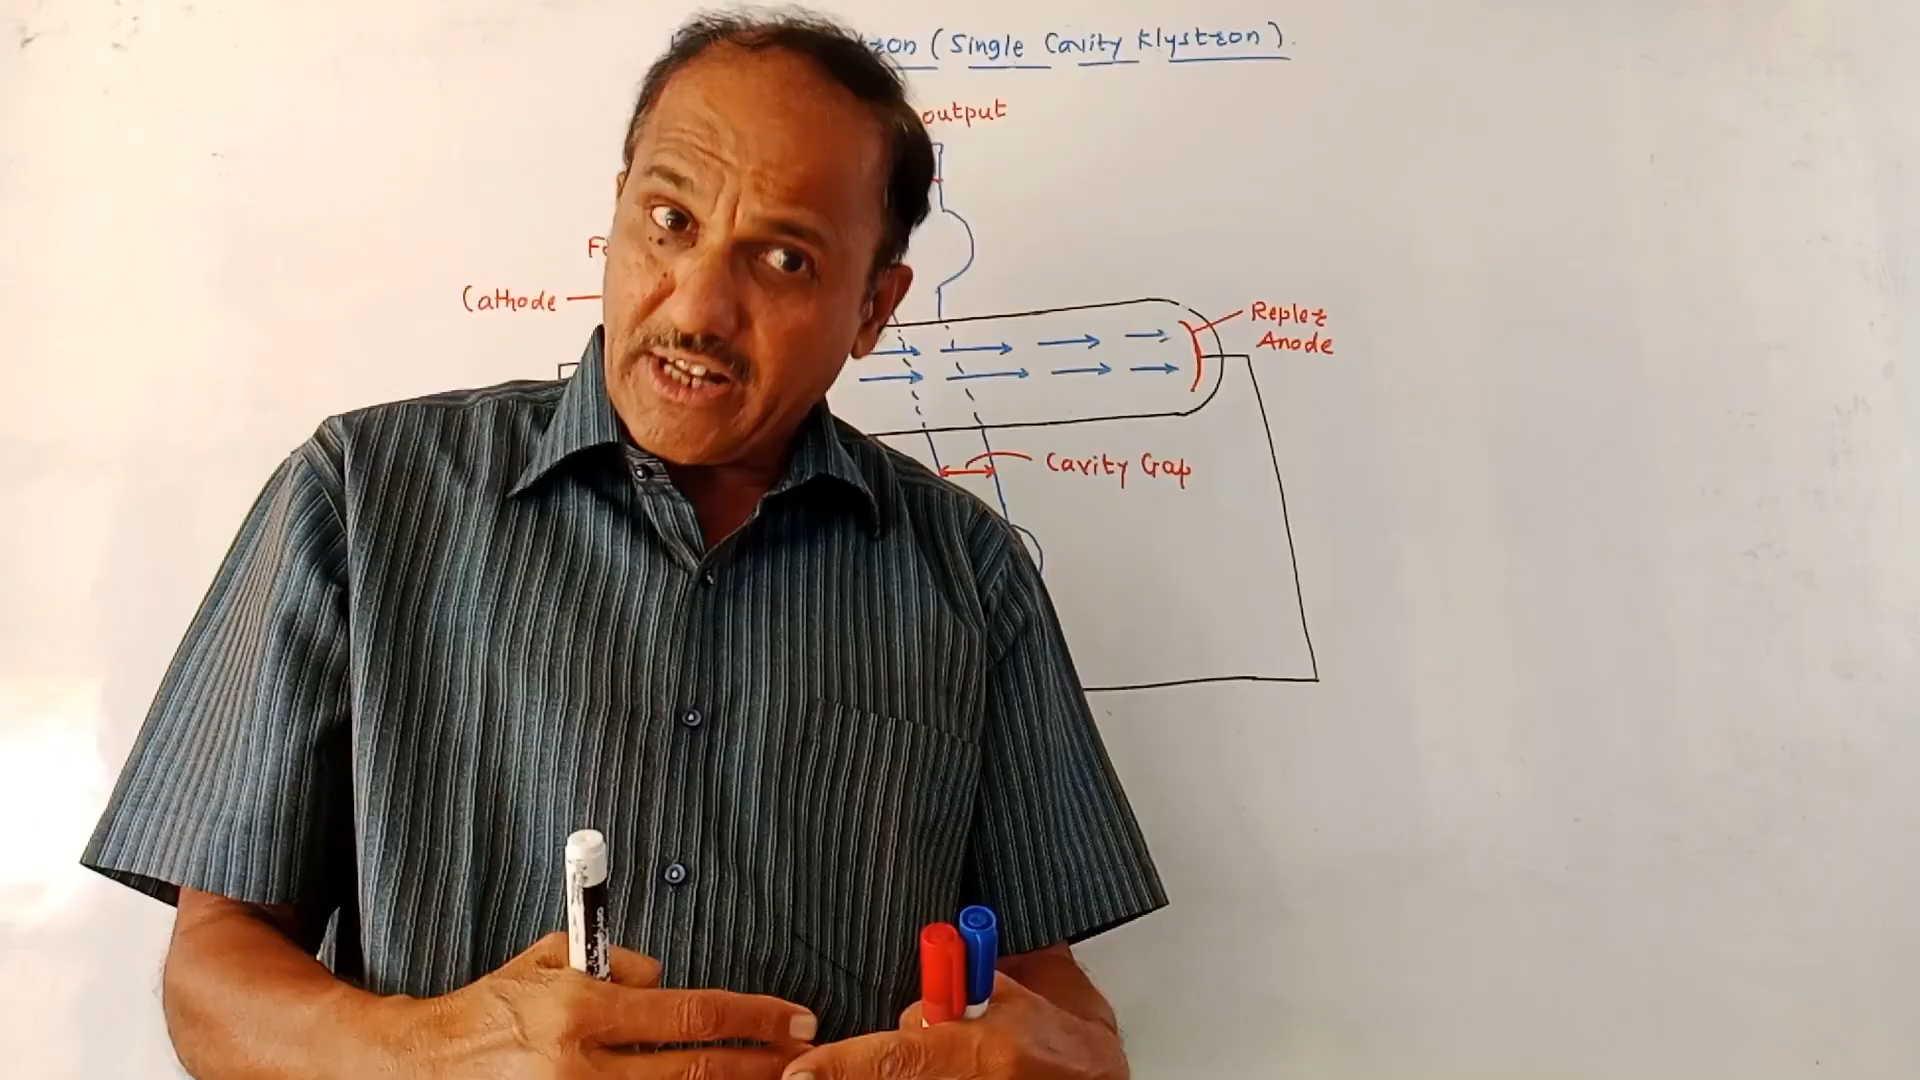 (Single Cavity Klystron).
output
Cathode
Replez
Anode
Cavity Gap